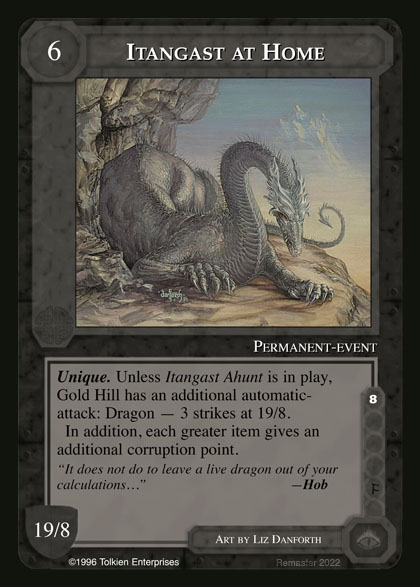 6
ITANGAST AT HOME
danforth
PERMANENT-EVENT
Unique. Unless Itangast Ahunt is in play,
Gold Hill has an additional automatic-
attack: Dragon — 3 strikes at 19/8.
In addition, each greater item gives an
additional corruption point.
“It does not do to leave a live dragon out of your
calculations…” —Hob
8
19/8
ART BY LIZ DANFORTH
©1996 Tolkien Enterprises
Remaster 2022